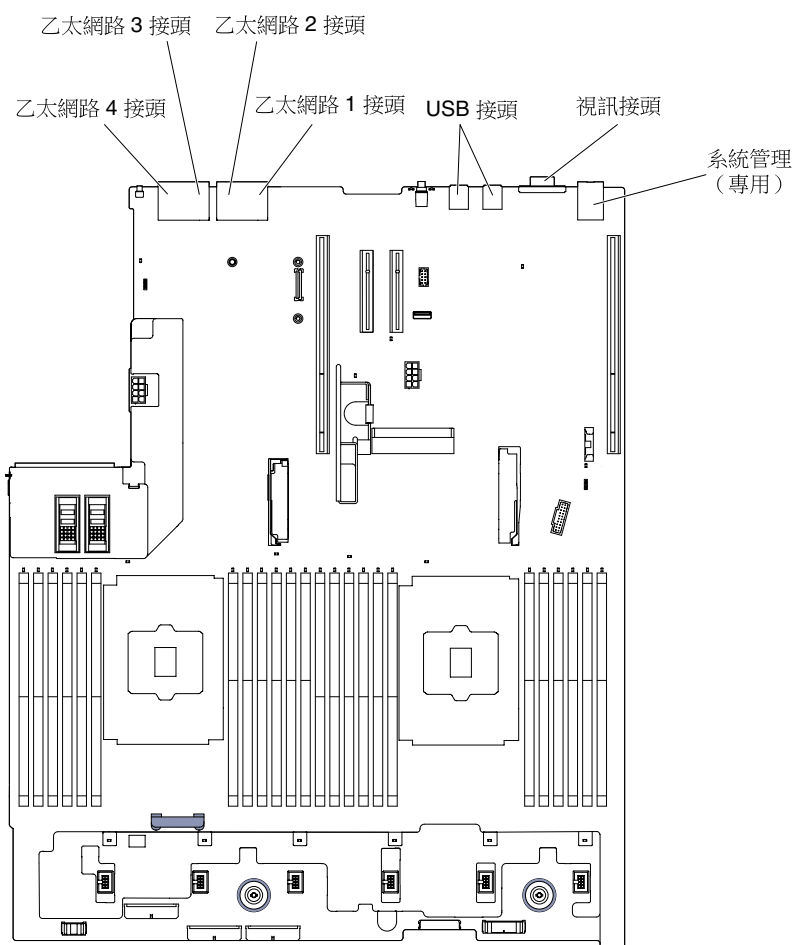 乙太網路 3 接頭
乙太網路 2 接頭
乙太網路 4 接頭
乙太網路 1 接頭
USB 接頭
視訊接頭
系統管理
（專用）